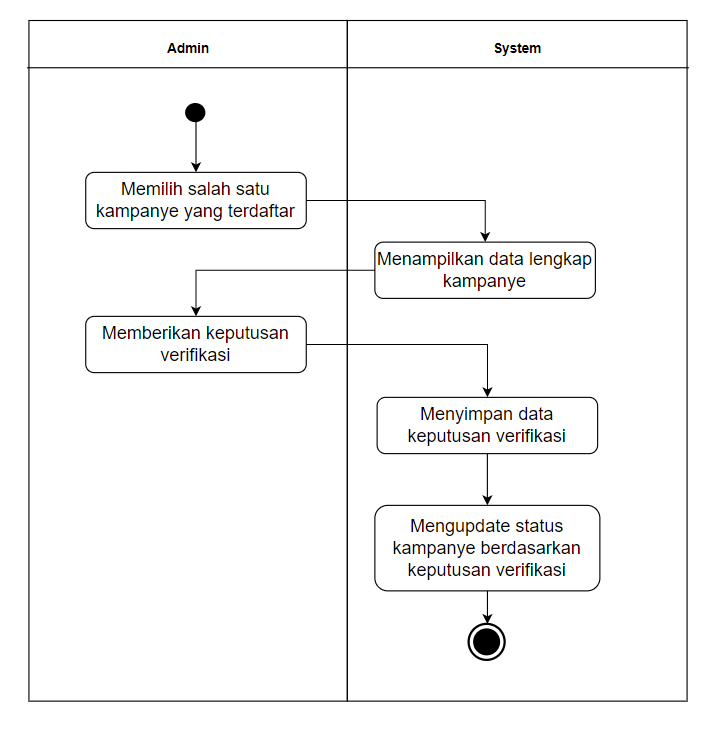 Admin
System
Memilih salah satu
kampanye yang terdaftar
Menampilkan data lengkap
kampanye
Memberikan keputusan
verifikasi
Menyimpan data
keputusan verifikasi
Mengupdate status
kampanye berdasarkan
keputusan verifikasi